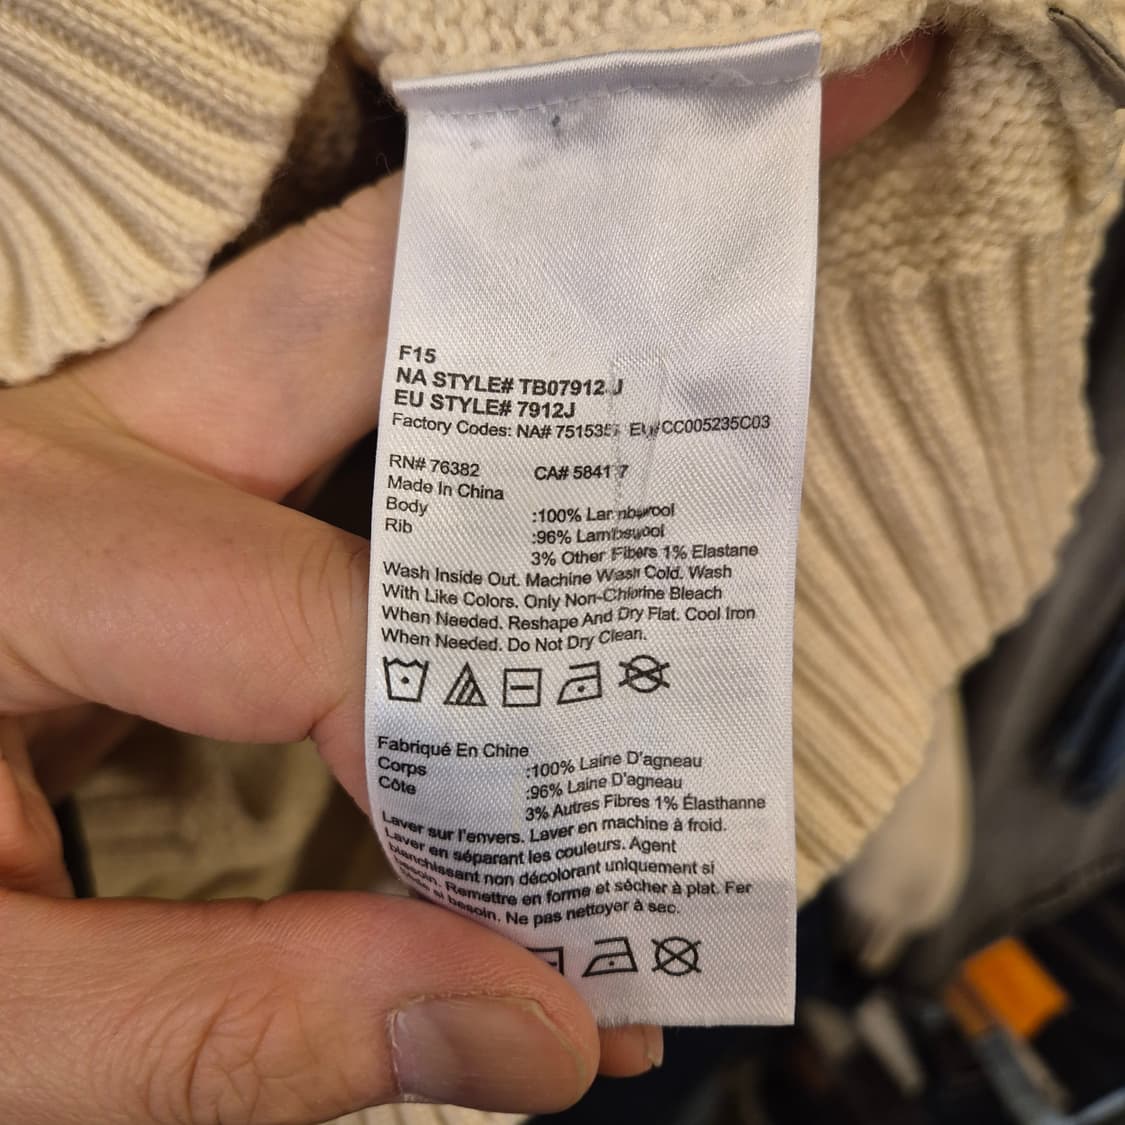 F15
NA STYLE# TB07912 J
EU STYLE# 7912J
Factory Codes: NA# EU#CC005235C03
RN# 76382 CA# 58417
Made In China
Body :100% Lambswool
Rib :96% Lambswool
3% Other Fibers 1% Elastane
Wash Inside Out. Machine Wash Cold. Wash
With Like Colors. Only Non-Chlorine Bleach
When Needed. Reshape And Dry Flat. Cool Iron
When Needed. Do Not Dry Clean.
Fabriqué En Chine
Corps :100% Laine D'agneau
Côte :96% Laine D'agneau
3% Autres Fibres 1% Élasthanne
Laver sur l'envers. Laver en machine à froid.
Laver en séparant les couleurs. Agent
blanchissant non décolorant uniquement si
besoin. Remettre en forme et sécher à plat. Fer
si besoin. Ne pas nettoyer à sec.